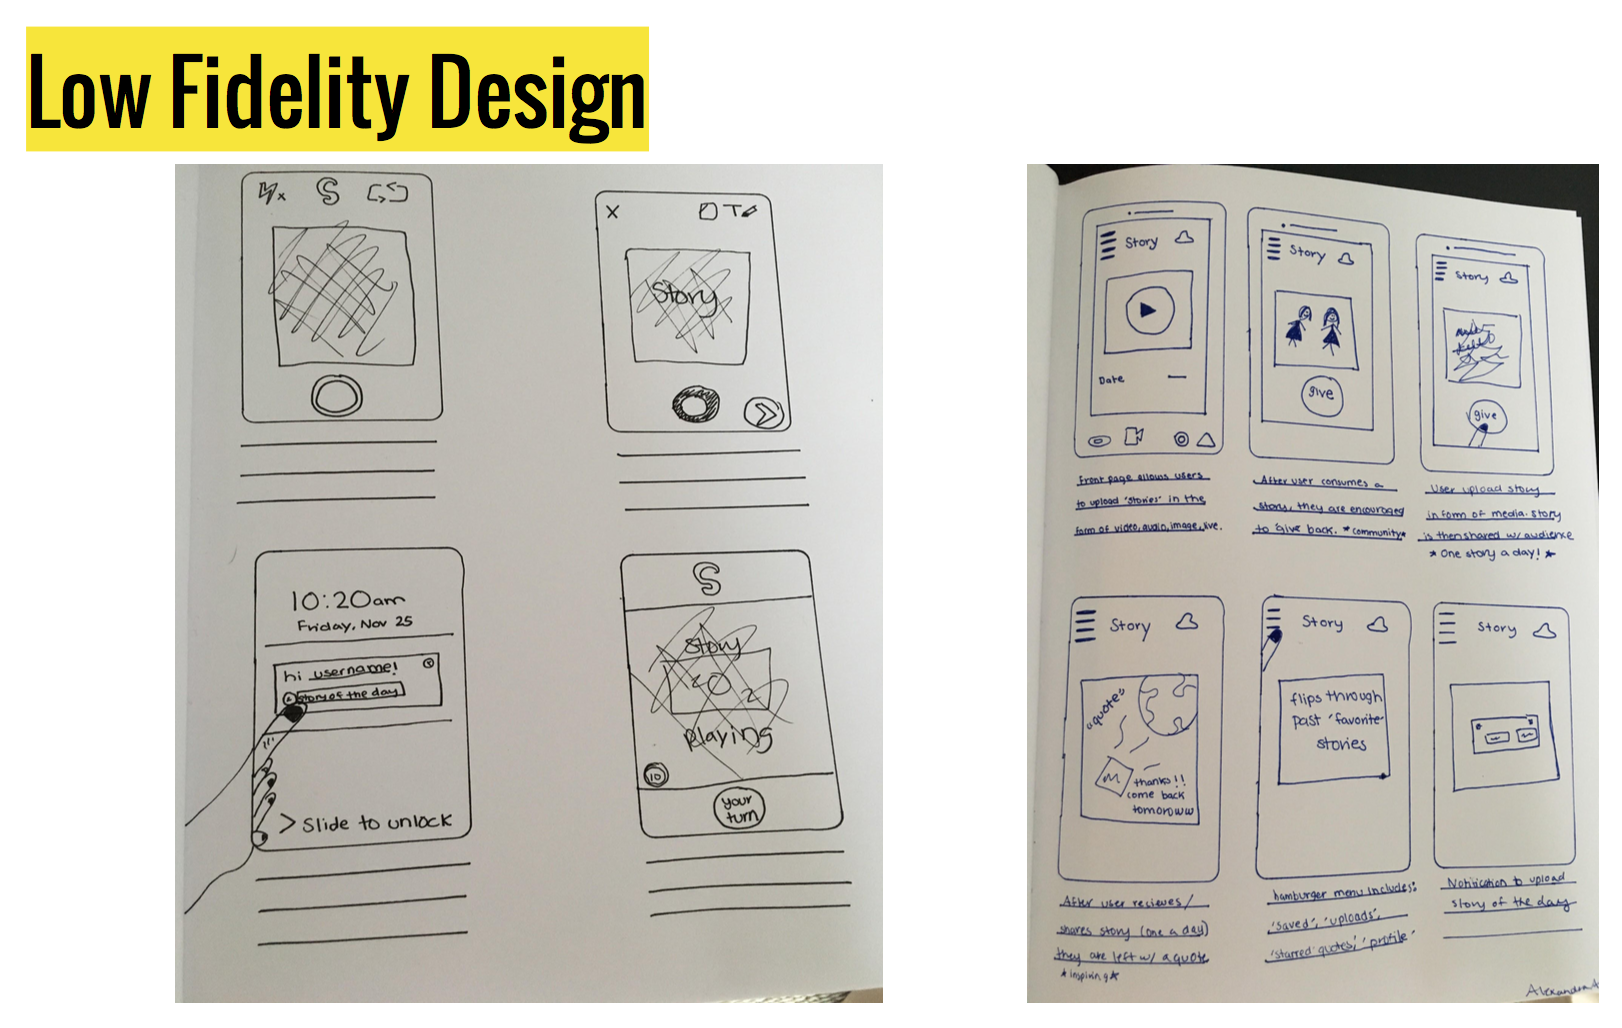 Low Fidelity Design
S
X
T
Story
10:20am
Friday, Nov 25
hi username!
story of the day
> Slide to unlock
S
story
playing
10
your
turn
Story
Date
front page allows users
to upload 'stories' in the
form of video, audio, image, live.
Story
give
After user consumes a
story, they are encouraged
to 'give' back. *community*
Story
give
User upload story
in form of media. story
is then shared w/ audience
* One story a day! *
Story
"quotes"
thanks!!
come back
tomoroww
After user recieves /
shares story (one a day)
they are left w/ a quote
*inspiring*
Story
flips through
past 'favorite'
stories
hamburger menu includes:
'saved', 'uploads',
'starred quotes', 'profile'
Story
Notification to upload
story of the day
Alexandra A